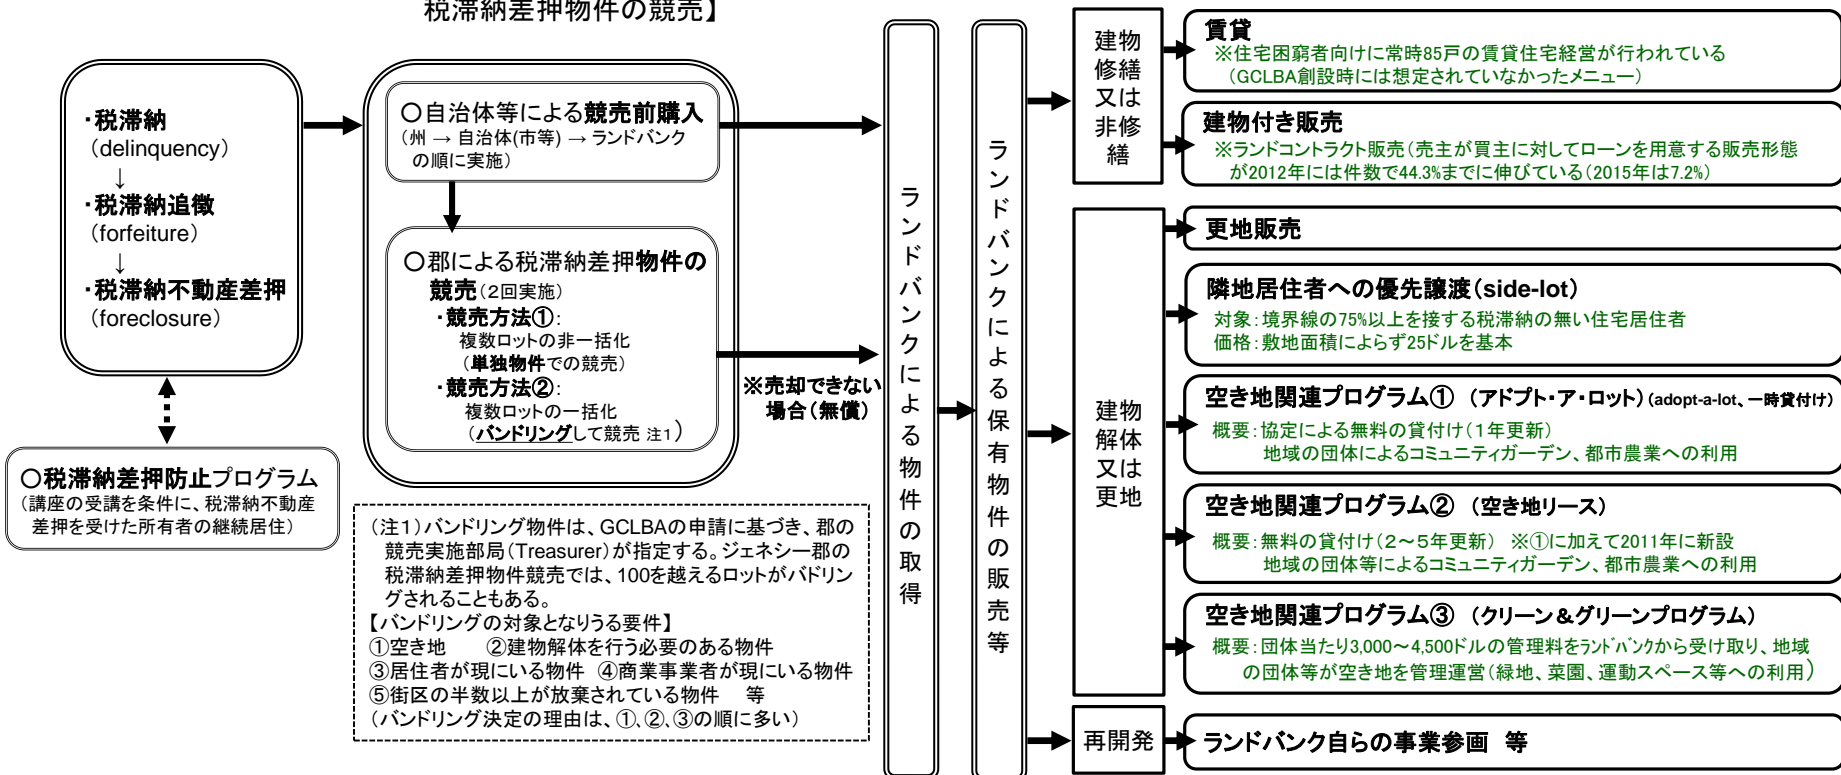 税滞納差押物件の競売】
・税滞納
(delinquency)
↓
・税滞納追徴
(forfeiture)
↓
・税滞納不動産差押
(foreclosure)
○税滞納差押防止プログラム
(講座の受講を条件に、税滞納不動産
差押を受けた所有者の継続居住)
○自治体等による競売前購入
(州 → 自治体(市等) → ランドバンク
の順に実施)
○郡による税滞納差押物件の
競売(2回実施)
・競売方法①:
複数ロットの非一括化
(単独物件での競売)
・競売方法②:
複数ロットの一括化
(バンドリングして競売 注1)
※売却できない
場合(無償)
(注1)バンドリング物件は、GCLBAの申請に基づき、郡の
競売実施部局(Treasurer)が指定する。ジェネシー郡の
税滞納差押物件競売では、100を越えるロットがバドリン
グされることもある。
【バンドリングの対象となりうる要件】
①空き地 ②建物解体を行う必要のある物件
③居住者が現にいる物件 ④商業事業者が現にいる物件
⑤街区の半数以上が放棄されている物件 等
(バンドリング決定の理由は、①、②、③の順に多い)
ランドバンクによる物件の取得
ランドバンクによる保有物件の販売等
建物
修繕
又は
非修
繕
賃貸
※住宅困窮者向けに常時85戸の賃貸住宅経営が行われている
(GCLBA創設時には想定されていなかったメニュー)
建物付き販売
※ランドコントラクト販売(売主が買主に対してローンを用意する販売形態
が2012年には件数で44.3%までに伸びている(2015年は7.2%)
建物
解体
又は
更地
更地販売
隣地居住者への優先譲渡(side-lot)
対象:境界線の75%以上を接する税滞納の無い住宅居住者
価格:敷地面積によらず25ドルを基本
空き地関連プログラム① (アドプト・ア・ロット)(adopt-a-lot、一時貸付け)
概要:協定による無料の貸付け(1年更新)
地域の団体によるコミュニティガーデン、都市農業への利用
空き地関連プログラム② (空き地リース)
概要:無料の貸付け(2~5年更新) ※①に加えて2011年に新設
地域の団体等によるコミュニティガーデン、都市農業への利用
空き地関連プログラム③ (クリーン&グリーンプログラム)
概要:団体当たり3,000~4,500ドルの管理料をランドバンクから受け取り、地域
の団体等が空き地を管理運営(緑地、菜園、運動スペース等への利用)
再開発
ランドバンク自らの事業参画 等